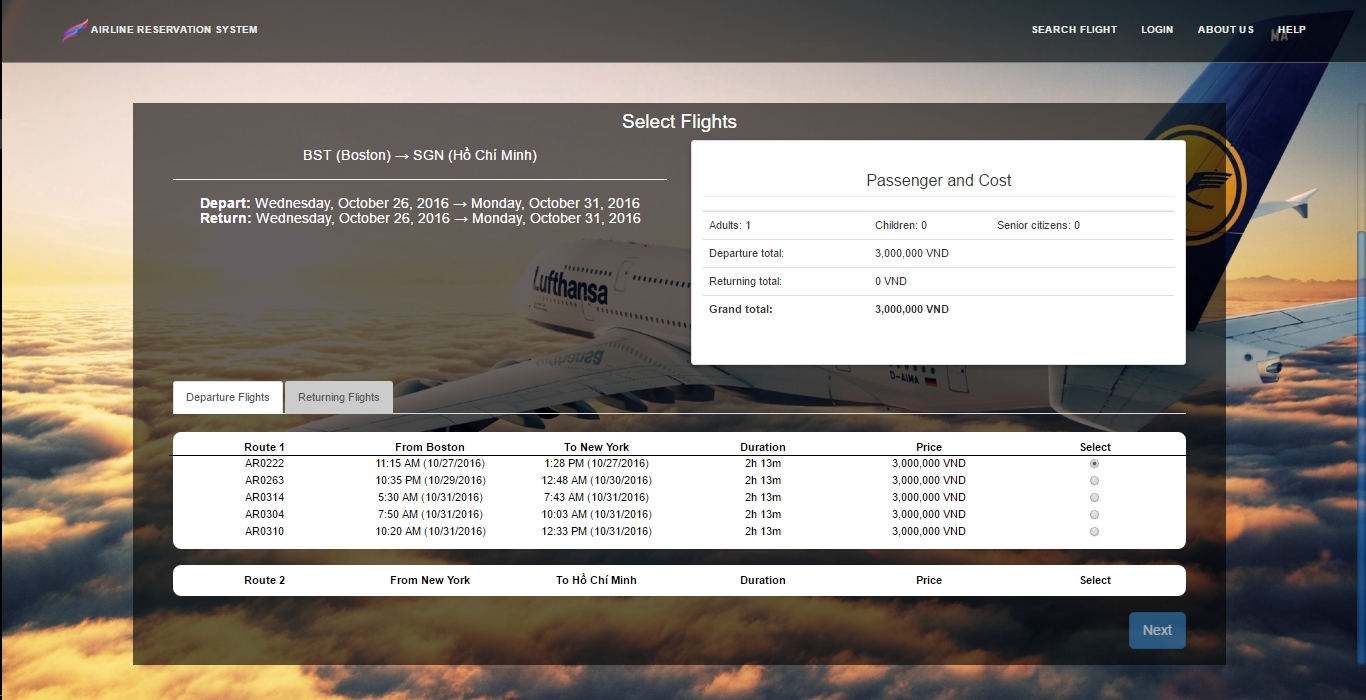 AIRLINE RESERVATION SYSTEM
SEARCH FLIGHT LOGIN ABOUT US HELP
MA
Select Flights
BST (Boston) → SGN (Hồ Chí Minh)
Depart: Wednesday, October 26, 2016 → Monday, October 31, 2016
Return: Wednesday, October 26, 2016 → Monday, October 31, 2016
Passenger and Cost
Adults: 1 Children: 0 Senior citizens: 0
Departure total: 3,000,000 VND
Returning total: 0 VND
Grand total: 3,000,000 VND
Lufthansa
Lufthansa
D-AIMA
Departure Flights Returning Flights
Route 1 From Boston To New York Duration Price Select
AR0222 11:15 AM (10/27/2016) 1:28 PM (10/27/2016) 2h 13m 3,000,000 VND
AR0263 10:35 PM (10/29/2016) 12:48 AM (10/30/2016) 2h 13m 3,000,000 VND
AR0314 5:30 AM (10/31/2016) 7:43 AM (10/31/2016) 2h 13m 3,000,000 VND
AR0304 7:50 AM (10/31/2016) 10:03 AM (10/31/2016) 2h 13m 3,000,000 VND
AR0310 10:20 AM (10/31/2016) 12:33 PM (10/31/2016) 2h 13m 3,000,000 VND
Route 2 From New York To Hồ Chí Minh Duration Price Select
Next